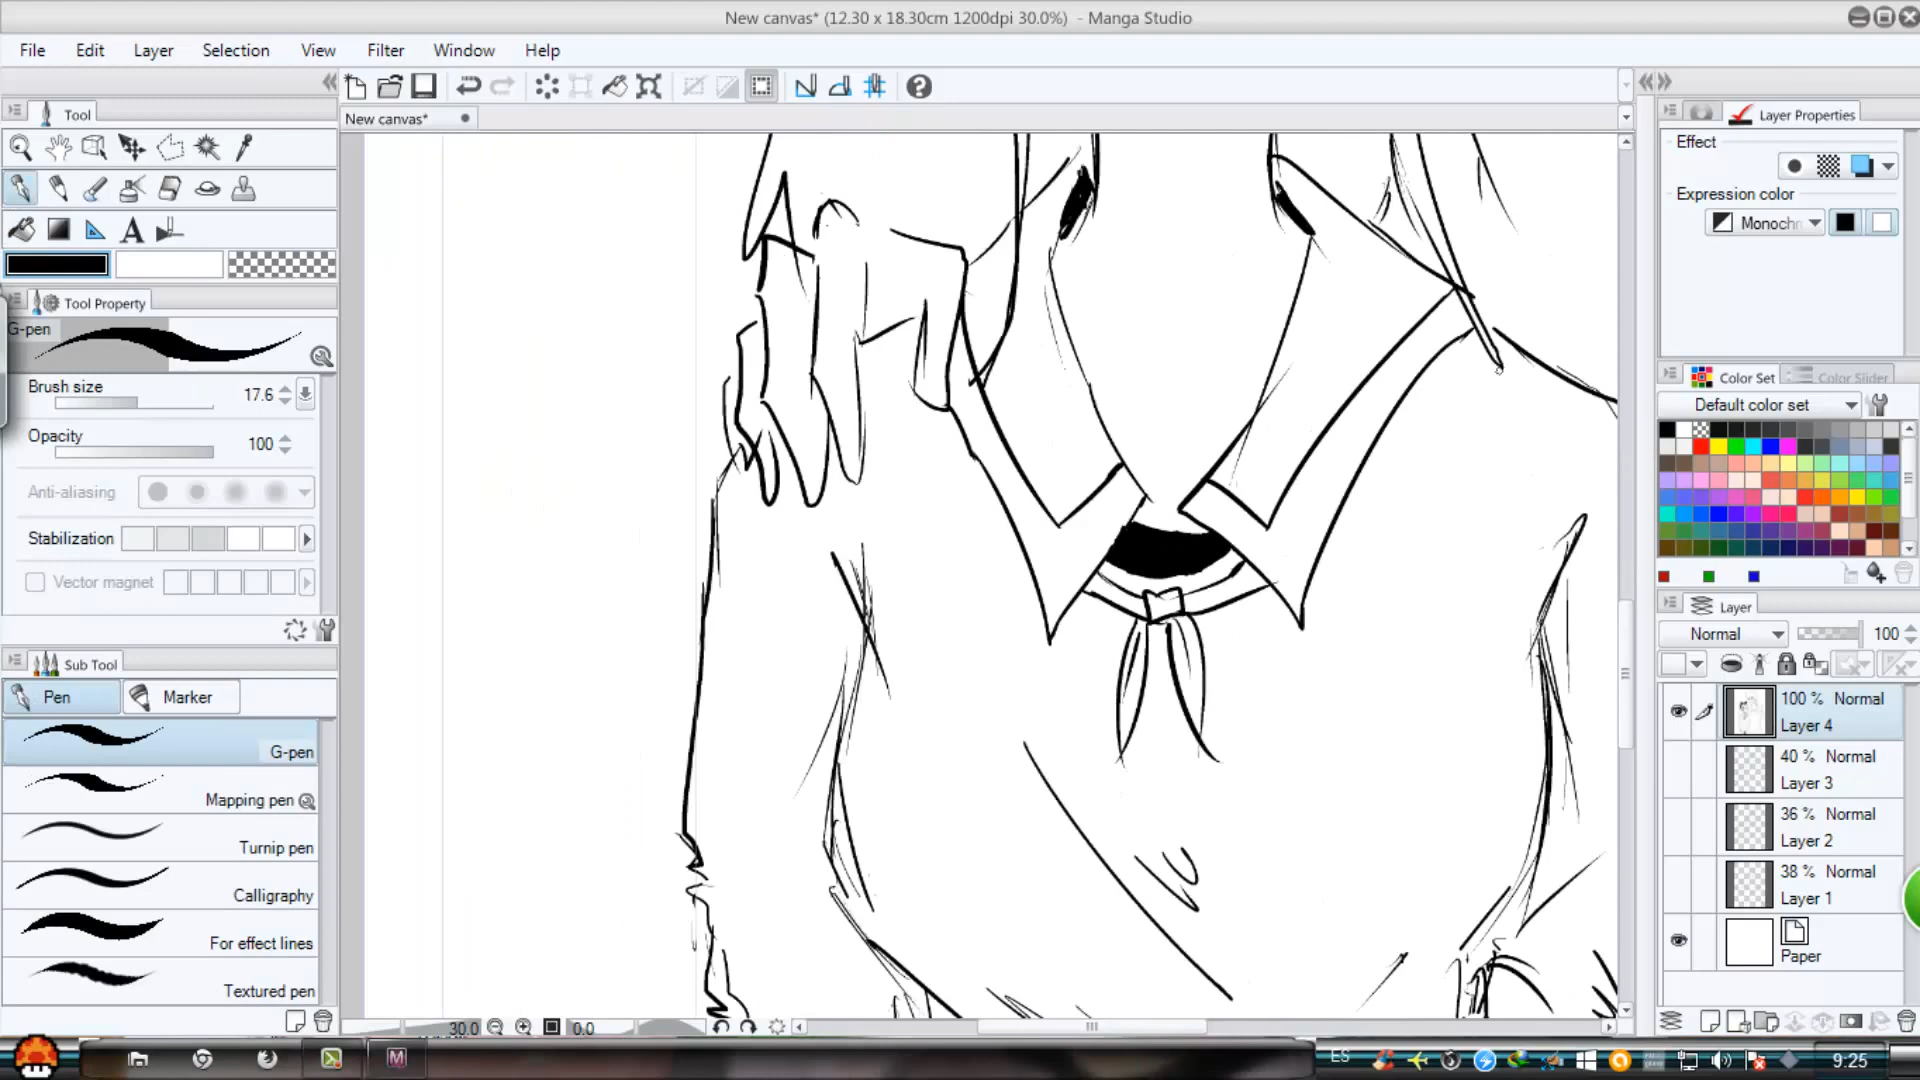 New canvas* (12.30 x 18.30cm 1200dpi 30.0%)  - Manga Studio
File Edit Layer Selection View Filter Window Help
Tool
New canvas*
Layer Properties
Effect
Expression color
Monochr
Tool Property
G-pen
Brush size 17.6
Opacity 100
Anti-aliasing
Stabilization
Vector magnet
Color Set Color Slider
Default color set
Layer
Normal 100
Sub Tool
Pen Marker
G-pen
Mapping pen
Turnip pen
Calligraphy
For effect lines
Textured pen
100 % Normal
Layer 4
40 % Normal
Layer 3
36 % Normal
Layer 2
38 % Normal
Layer 1
Paper
30.0 0.0
ES 9:25